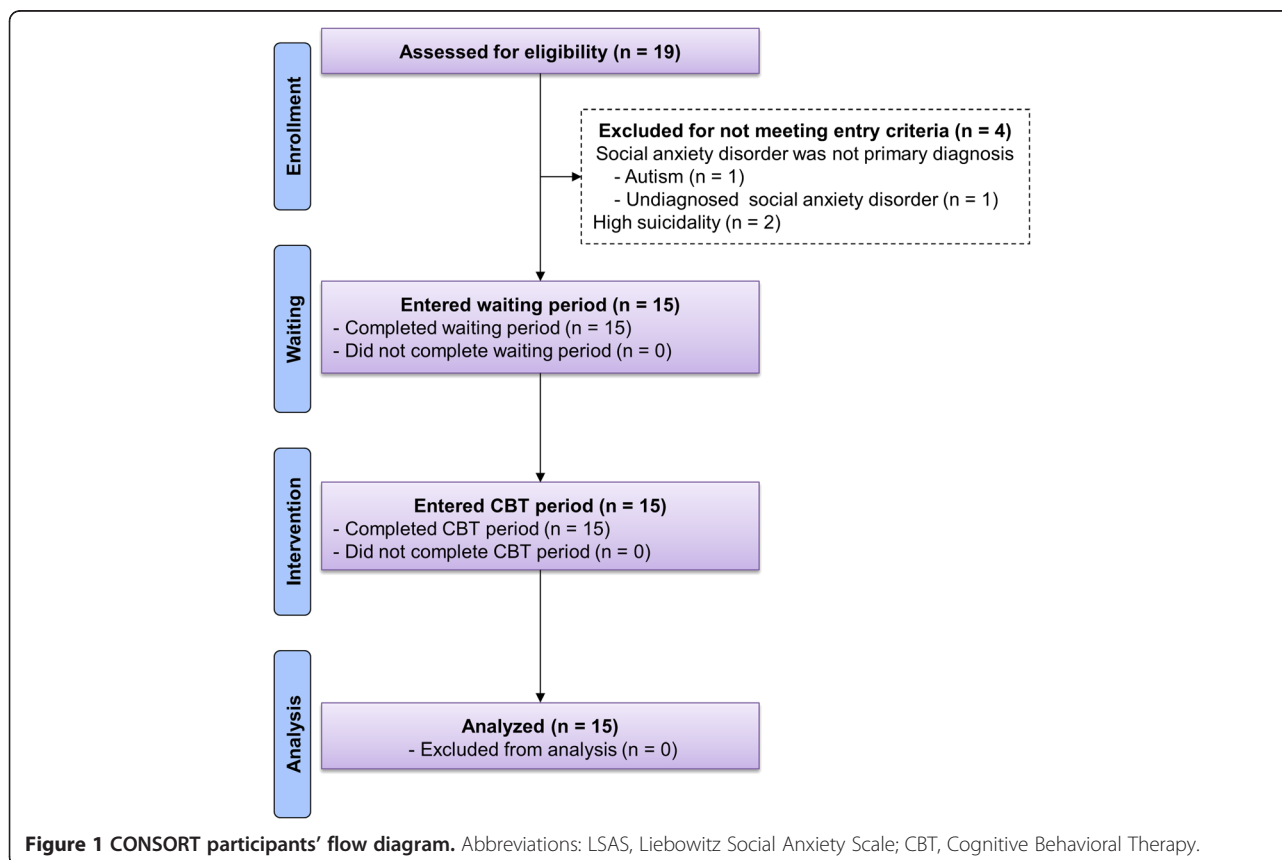 Enrollment
Assessed for eligibility (n = 19)
Excluded for not meeting entry criteria (n = 4)
Social anxiety disorder was not primary diagnosis
- Autism (n = 1)
- Undiagnosed social anxiety disorder (n = 1)
High suicidality (n = 2)
Waiting
Entered waiting period (n = 15)
- Completed waiting period (n = 15)
- Did not complete waiting period (n = 0)
Intervention
Entered CBT period (n = 15)
- Completed CBT period (n = 15)
- Did not complete CBT period (n = 0)
Analysis
Analyzed (n = 15)
- Excluded from analysis (n = 0)
Figure 1 CONSORT participants’ flow diagram. Abbreviations: LSAS, Liebowitz Social Anxiety Scale; CBT, Cognitive Behavioral Therapy.